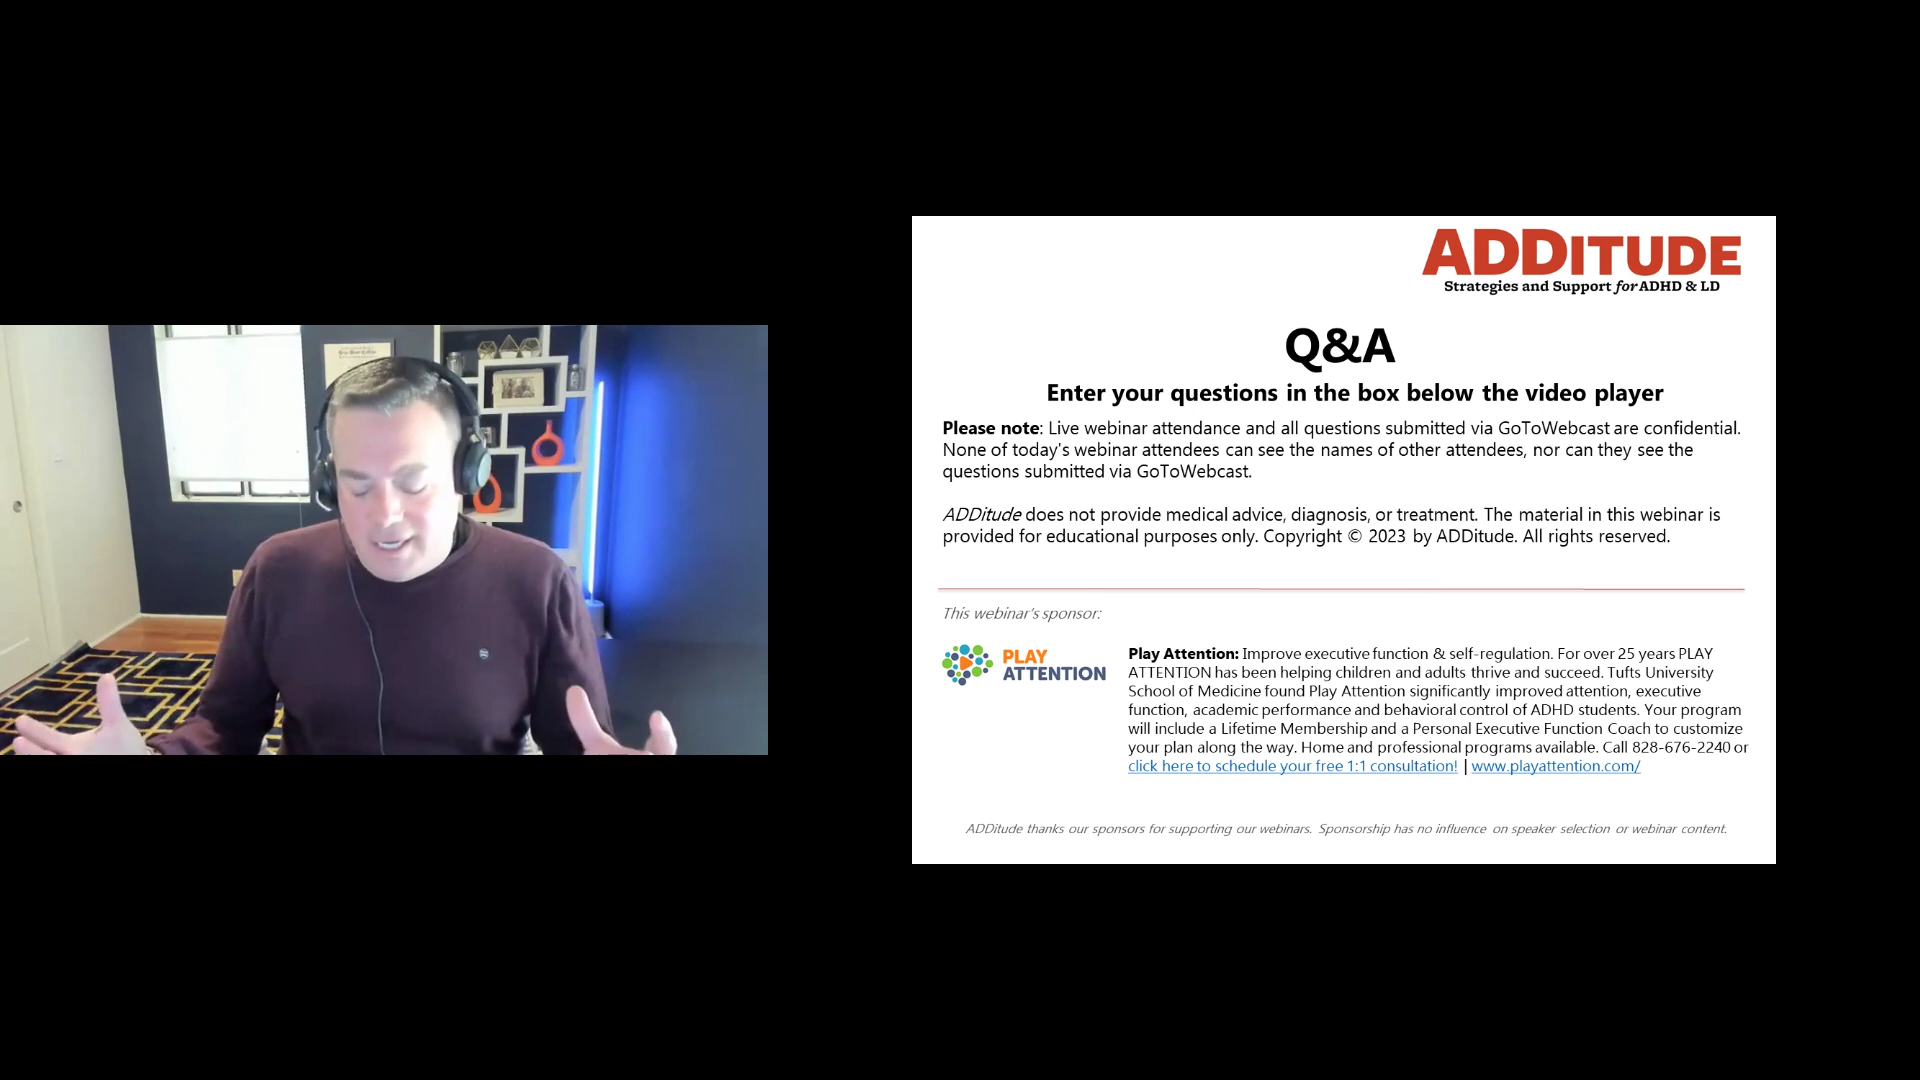 ADDITUDE
Strategies and Support for ADHD & LD
Q&A
Enter your questions in the box below the video player
Please note: Live webinar attendance and all questions submitted via GoToWebcast are confidential.
None of today's webinar attendees can see the names of other attendees, nor can they see the
questions submitted via GoToWebcast.
ADDitude does not provide medical advice, diagnosis, or treatment. The material in this webinar is
provided for educational purposes only. Copyright © 2023 by ADDitude. All rights reserved.
This webinar's sponsor:
PLAY
ATTENTION
Play Attention: Improve executive function & self-regulation. For over 25 years PLAY
ATTENTION has been helping children and adults thrive and succeed. Tufts University
School of Medicine found Play Attention significantly improved attention, executive
function, academic performance and behavioral control of ADHD students. Your program
will include a Lifetime Membership and a Personal Executive Function Coach to customize
your plan along the way. Home and professional programs available. Call 828-676-2240 or
click here to schedule your free 1:1 consultation! | www.playattention.com/
ADDitude thanks our sponsors for supporting our webinars. Sponsorship has no influence on speaker selection or webinar content.